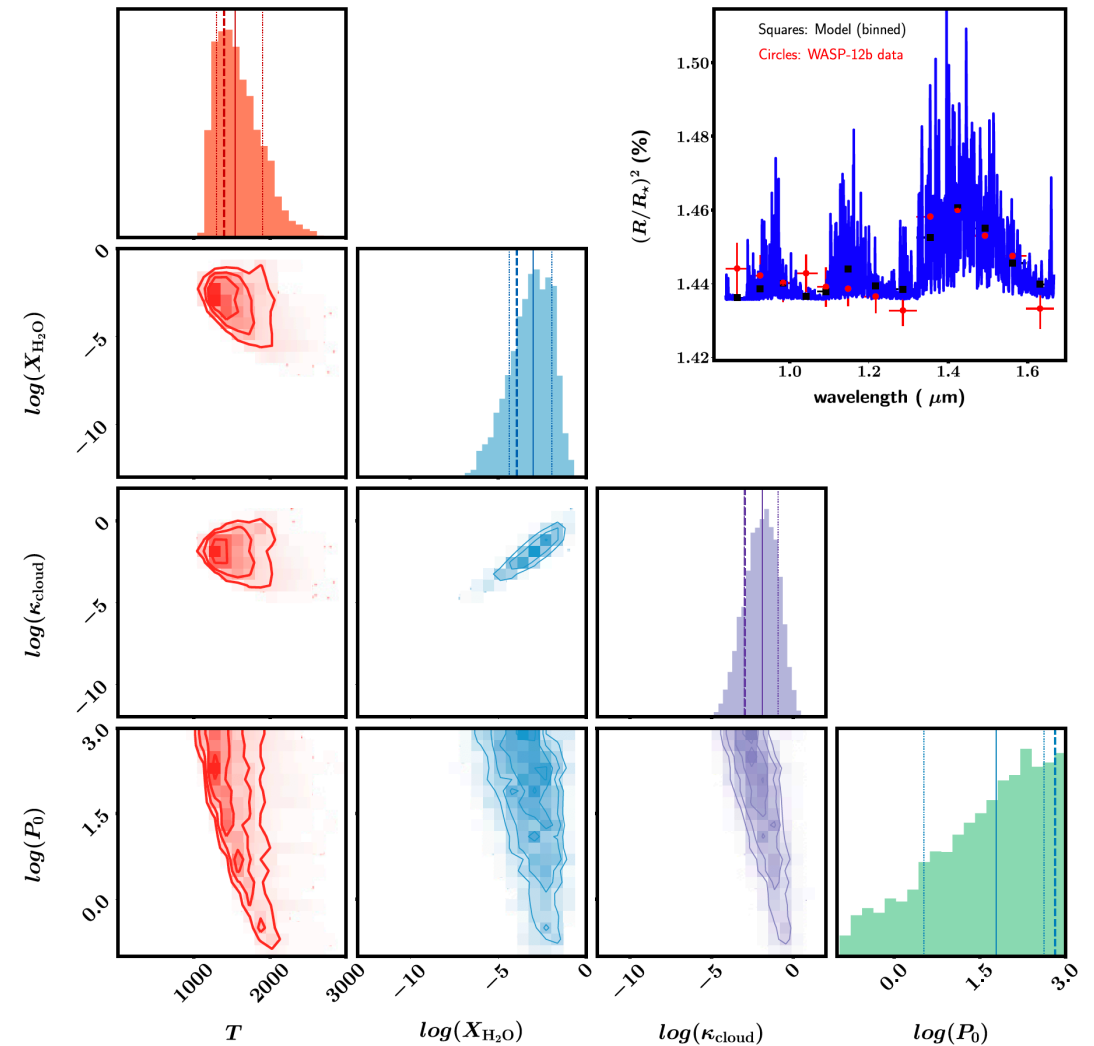 Squares: Model (binned)
Circles: WASP-12b data
1.50
1.48
1.46
1.44
1.42
(R/R⋆)² (%)
1.0 1.2 1.4 1.6
wavelength ( μm)
0
−5
−10
log(X_H₂O)
0
−5
−10
log(κ_cloud)
3.0
1.5
0.0
log(P₀)
1000 2000 3000 −10 −5 0 −10 −5 0 0.0 1.5 3.0
T log(X_H₂O) log(κ_cloud) log(P₀)